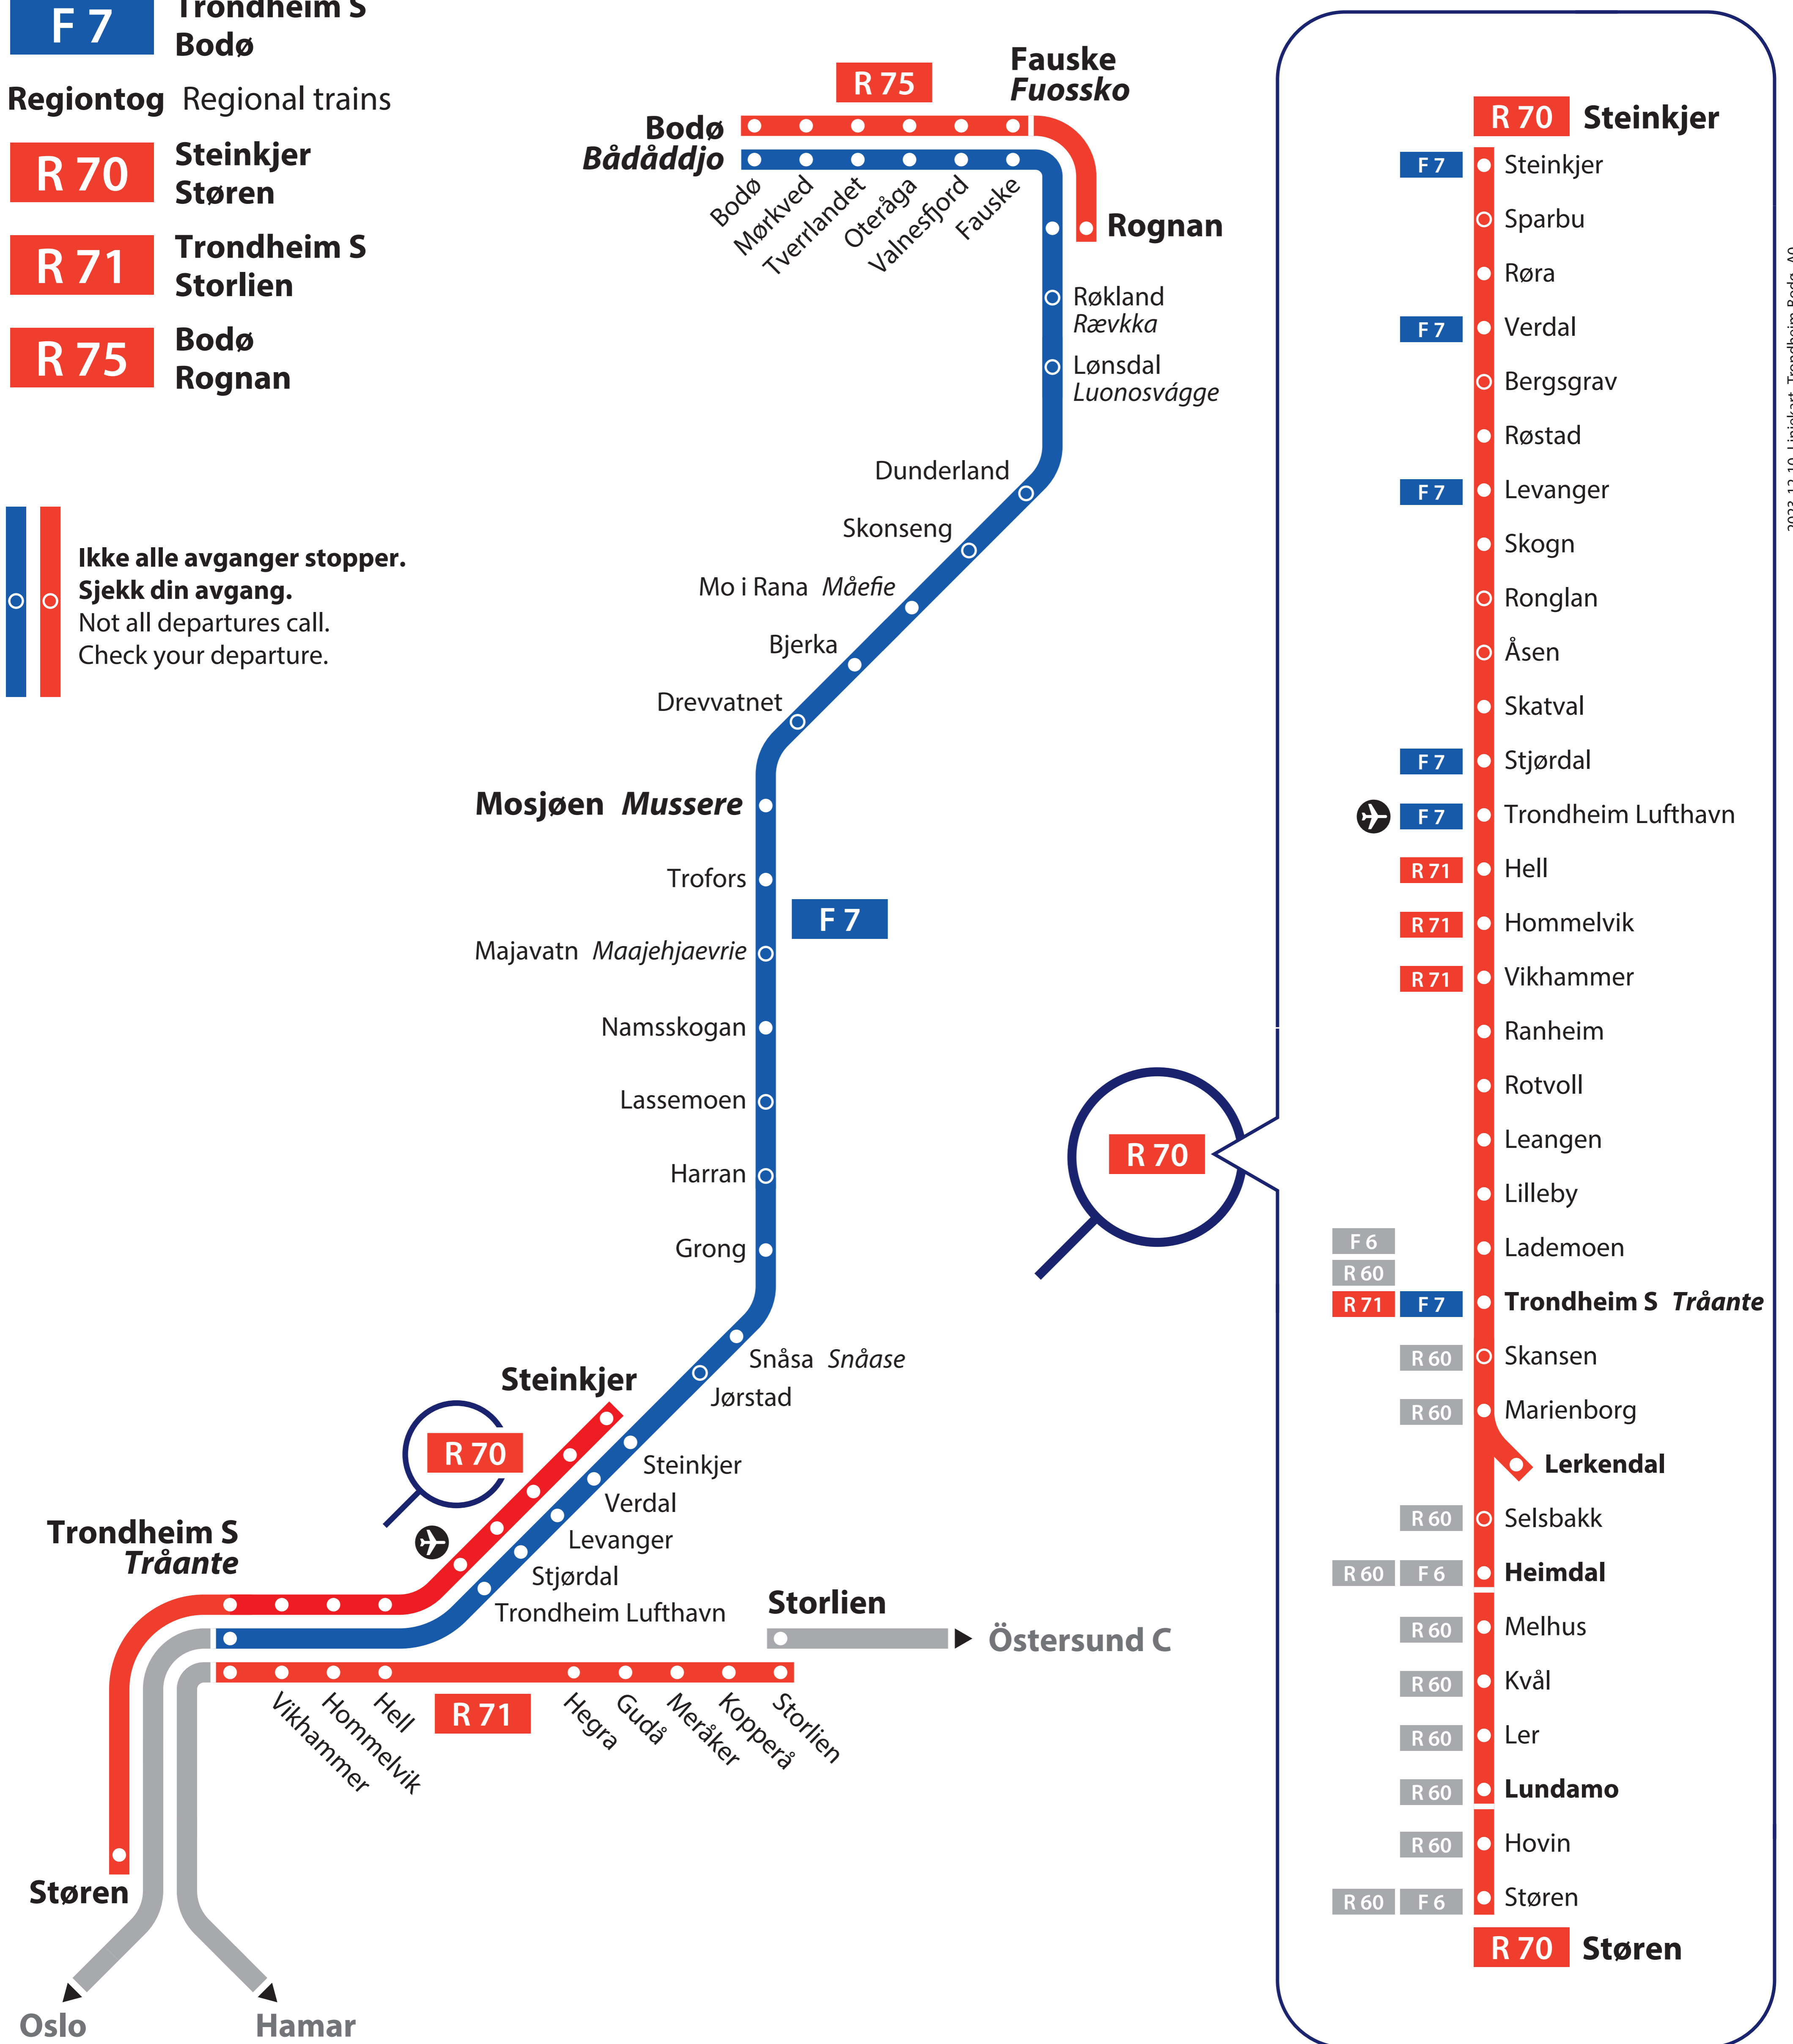 F 7
Trondheim S
Bodø
Regiontog Regional trains
R 70
Steinkjer
Støren
R 71
Trondheim S
Storlien
R 75
Bodø
Rognan
Ikke alle avganger stopper.
Sjekk din avgang.
Not all departures call.
Check your departure.
R 75
Fauske
Fuossko
Bodø
Bådåddjo
Bodø
Mørkved
Tverrlandet
Oteråga
Valnesfjord
Fauske
Rognan
Røkland
Rævkka
Lønsdal
Luonosvágge
Dunderland
Skonseng
Mo i Rana Måefie
Bjerka
Drevvatnet
Mosjøen Mussere
Trofors
F 7
Majavatn Maajehjaevrie
Namsskogan
Lassemoen
Harran
Grong
Snåsa Snåase
Jørstad
Steinkjer
R 70
Steinkjer
Verdal
Levanger
Stjørdal
Trondheim Lufthavn
Trondheim S
Tråante
Storlien
Östersund C
Vikhammer
Hommelvik
Hell
R 71
Hegra
Gudå
Meråker
Kopperå
Storlien
Støren
Oslo
Hamar
R 70
R 70 Steinkjer
F 7 Steinkjer
Sparbu
Røra
F 7 Verdal
Bergsgrav
Røstad
F 7 Levanger
Skogn
Ronglan
Åsen
Skatval
F 7 Stjørdal
F 7 Trondheim Lufthavn
R 71 Hell
R 71 Hommelvik
R 71 Vikhammer
Ranheim
Rotvoll
Leangen
Lilleby
F 6 Lademoen
R 60
R 71 F 7 Trondheim S Tråante
R 60 Skansen
R 60 Marienborg
Lerkendal
R 60 Selsbakk
R 60 F 6 Heimdal
R 60 Melhus
R 60 Kvål
R 60 Ler
R 60 Lundamo
R 60 Hovin
R 60 F 6 Støren
R 70 Støren